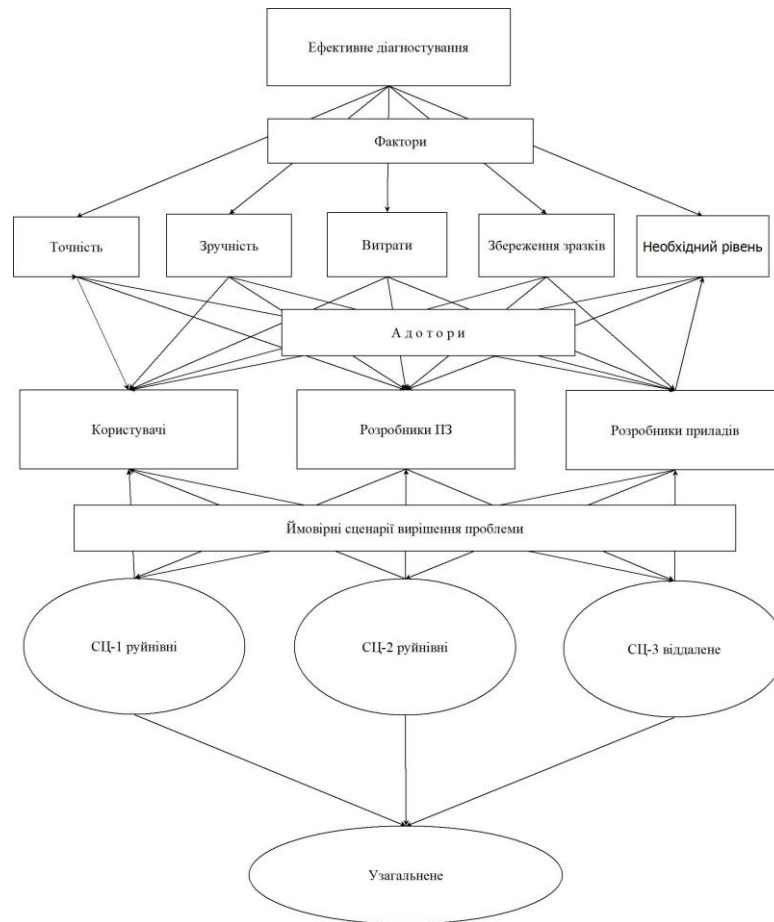 Ефективне діагностування
Фактори
Точність
Зручність
Витрати
Збереження зразків
Необхідний рівень
А д о т о р и
Користувачі
Розробники ПЗ
Розробники приладів
Ймовірні сценарії вирішення проблеми
СЦ-1 руйнівні
СЦ-2 руйнівні
СЦ-3 віддалене
Узагальнене